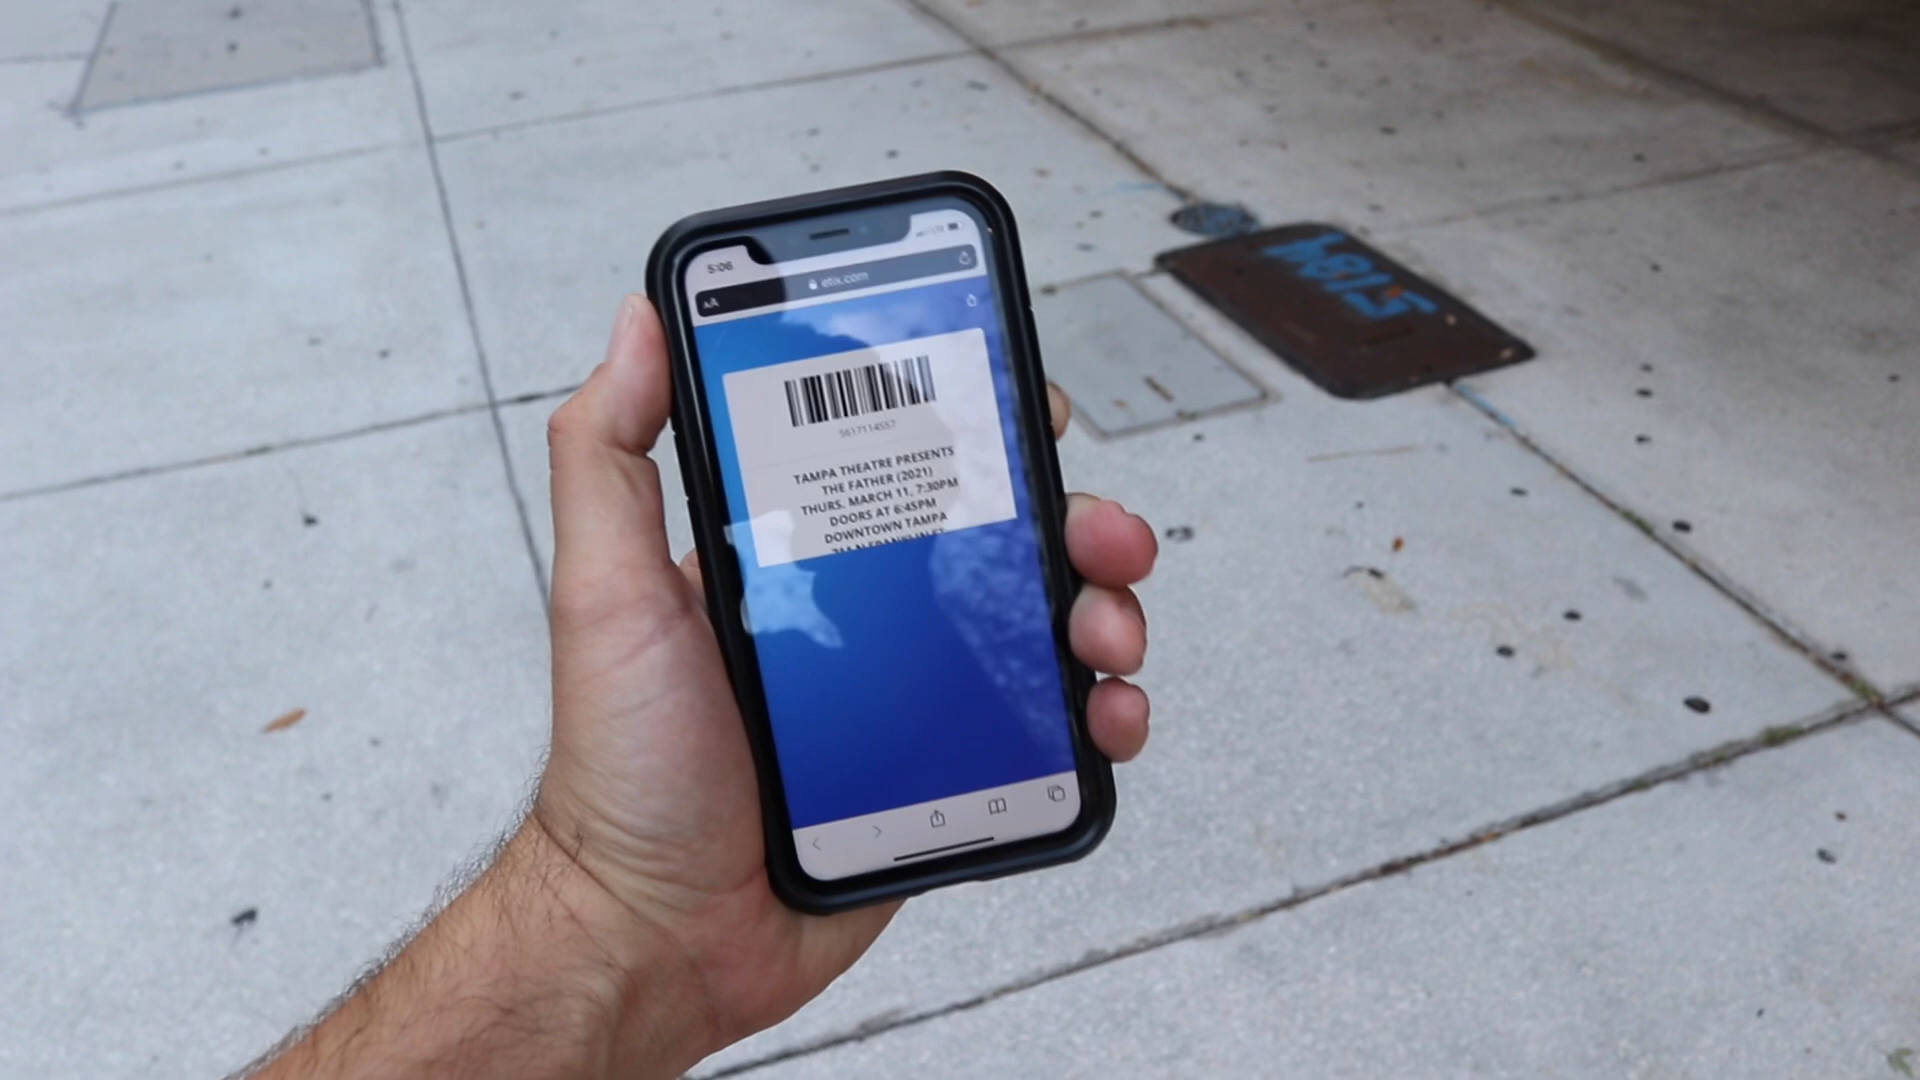 5:06
LTE
AA
etix.com
5617114557
TAMPA THEATRE PRESENTS
THE FATHER (2021)
THURS. MARCH 11, 7:30PM
DOORS AT 6:45PM
DOWNTOWN TAMPA